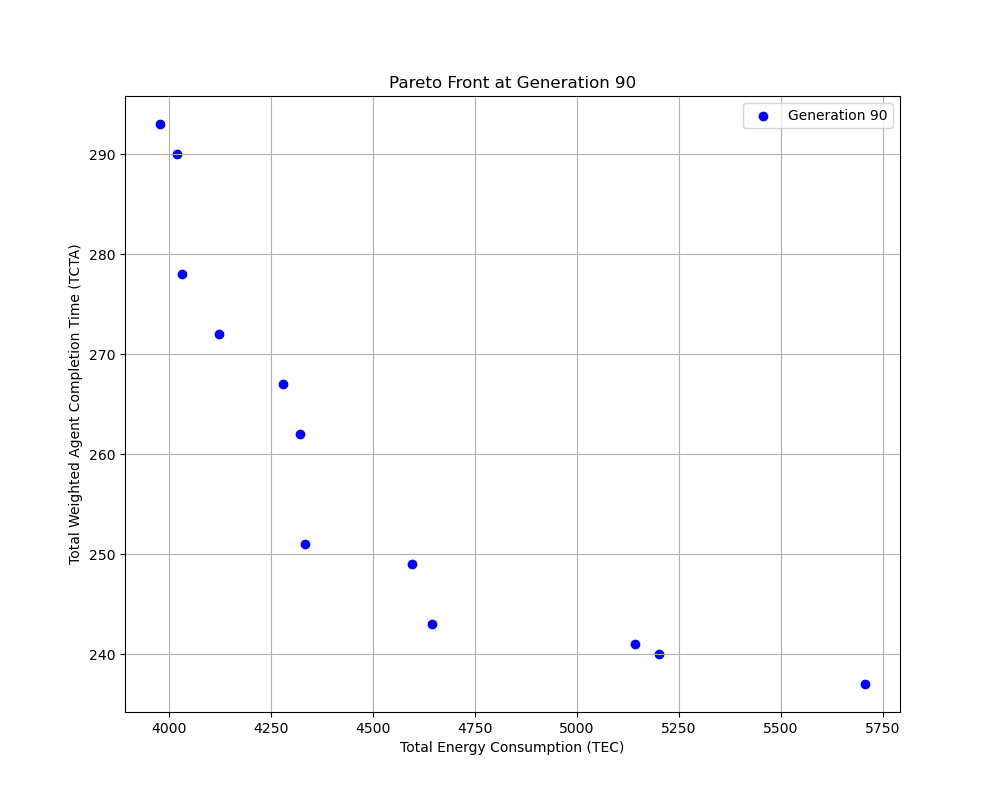 Pareto Front at Generation 90
Generation 90
Total Weighted Agent Completion Time (TCTA)
290
280
270
260
250
240
4000 4250 4500 4750 5000 5250 5500 5750
Total Energy Consumption (TEC)